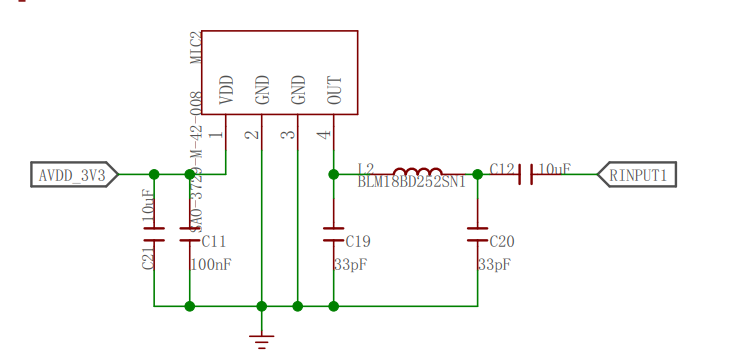 MIC2
SAO-3729-M-42-008
VDD
GND
GND
OUT
1
2
3
4
AVDD_3V3
10uF
C21
C11
100nF
L2
BLM18BD252SN1
C12
10uF
RINPUT1
C19
33pF
C20
33pF